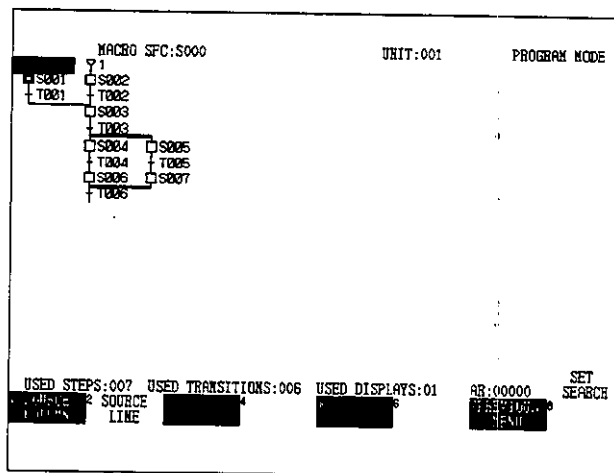 MACRO SFC:S000 UNIT:001 PROGRAM MODE
1
S001 S002
T001 T002
S003
T003
S004 S005
T004 T005
S006 S007
T006
USED STEPS:007 USED TRANSITIONS:006 USED DISPLAYS:01 AR:00000 SET SEARCH
2 SOURCE LINE 4 6 MENU 8